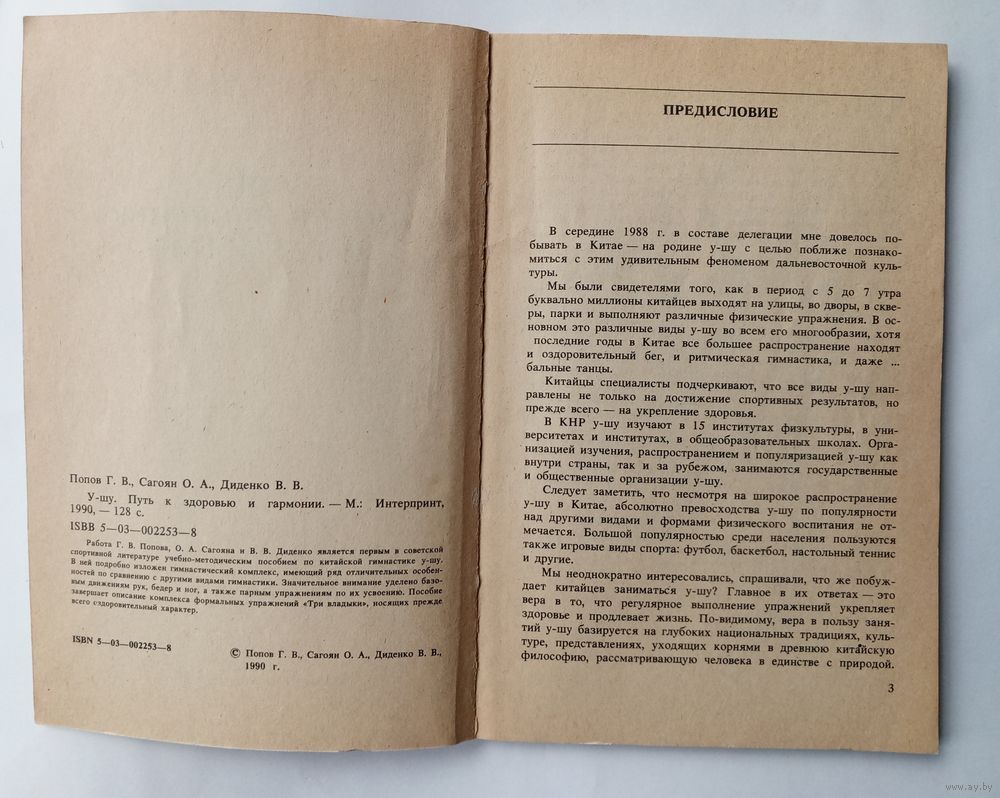 Попов Г. В., Сагоян О. А., Диденко В. В.
У-шу. Путь к здоровью и гармонии. — М.: Интерпринт,
1990, — 128 с.
ISBB 5—03—002253—8
Работа Г. В. Попова, О. А. Сагояна и В. В. Диденко является первым в советской
спортивной литературе учебно-методическим пособием по китайской гимнастике у-шу.
В ней подробно изложен гимнастический комплекс, имеющий ряд отличительных особен-
ностей по сравнению с другими видами гимнастики. Значительное внимание уделено базо-
вым движениям рук, бедер и ног, а также парным упражнениям по их усвоению. Пособие
завершает описание комплекса формальных упражнений «Три владыки», носящих прежде
всего оздоровительный характер.
ISBN 5—03—002253—8
© Попов Г. В., Сагоян О. А., Диденко В. В.,
1990 г.
ПРЕДИСЛОВИЕ
В середине 1988 г. в составе делегации мне довелось по-
бывать в Китае — на родине у-шу с целью поближе познако-
миться с этим удивительным феноменом дальневосточной куль-
туры.
Мы были свидетелями того, как в период с 5 до 7 утра
буквально миллионы китайцев выходят на улицы, во дворы, в скве-
ры, парки и выполняют различные физические упражнения. В ос-
новном это различные виды у-шу во всем его многообразии, хотя
последние годы в Китае все большее распространение находят
и оздоровительный бег, и ритмическая гимнастика, и даже ...
бальные танцы.
Китайцы специалисты подчеркивают, что все виды у-шу нап-
равлены не только на достижение спортивных результатов, но
прежде всего — на укрепление здоровья.
В КНР у-шу изучают в 15 институтах физкультуры, в уни-
верситетах и институтах, в общеобразовательных школах. Орга-
низацией изучения, распространением и популяризацией у-шу как
внутри страны, так и за рубежом, занимаются государственные
и общественные организации у-шу.
Следует заметить, что несмотря на широкое распространение
у-шу в Китае, абсолютно превосходства у-шу по популярности
над другими видами и формами физического воспитания не от-
мечается. Большой популярностью среди населения пользуются
также игровые виды спорта: футбол, баскетбол, настольный теннис
и другие.
Мы неоднократно интересовались, спрашивали, что же побуж-
дает китайцев заниматься у-шу? Главное в их ответах — это
вера в то, что регулярное выполнение упражнений укрепляет
здоровье и продлевает жизнь. По-видимому, вера в пользу заня-
тий у-шу базируется на глубоких национальных традициях, куль-
туре, представлениях, уходящих корнями в древнюю китайскую
философию, рассматривающую человека в единстве с природой.
3
www.ay.by